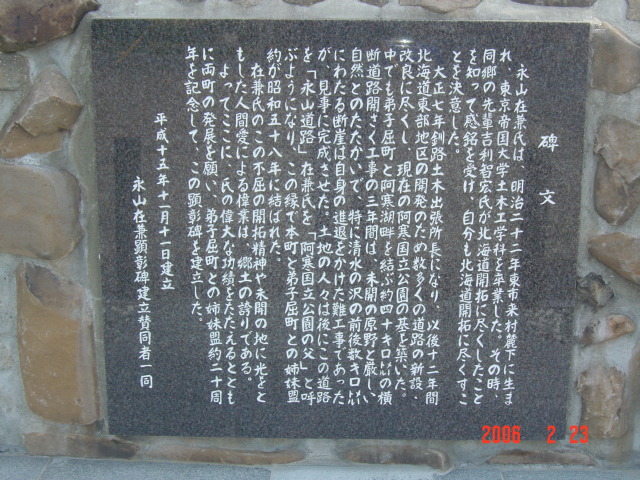 碑文
永山在兼氏は、明治二十二年東市来村麓下に生ま
れ、東京帝国大学土木工学科を卒業した。その時、
同郷の先輩吉利智宏氏が北海道開拓に尽くしたこと
を知って感銘を受け、自分も北海道開拓に尽くすこ
とを決意した。
大正七年釧路土木出張所長になり、以後十二年間
北海道東部地区の開発のため数多くの道路の新設、
改良に尽くし、現在の阿寒国立公園の基を築いた。
中でも弟子屈町と阿寒湖畔を結ぶ約四十キロ㍍の横
断道路開さく工事の三年間は、未開の原野と厳しい
自然とのたたかいで、特に清水の沢の前後数キロ㍍
にわたる断崖は自身の進退をかけた難工事であった
が、見事に完成させた。土地の人々は後にこの道路
を「永山道路」、在兼氏を「阿寒国立公園の父」と呼
ぶようになり、この縁で本町と弟子屈町との姉妹盟
約が昭和五十八年に結ばれた。
在兼氏のこの不屈の開拓精神や未開の地に光をと
もした人間愛による偉業は、郷土の誇りである。
よってここに、氏の偉大な功績をたたえるととも
に両町の発展を願い、弟子屈町との姉妹盟約二十周
年を記念して、この顕彰碑を建立した。
平成十五年十一月十一日建立
永山在兼顕彰碑建立賛同者一同
2006 2 23